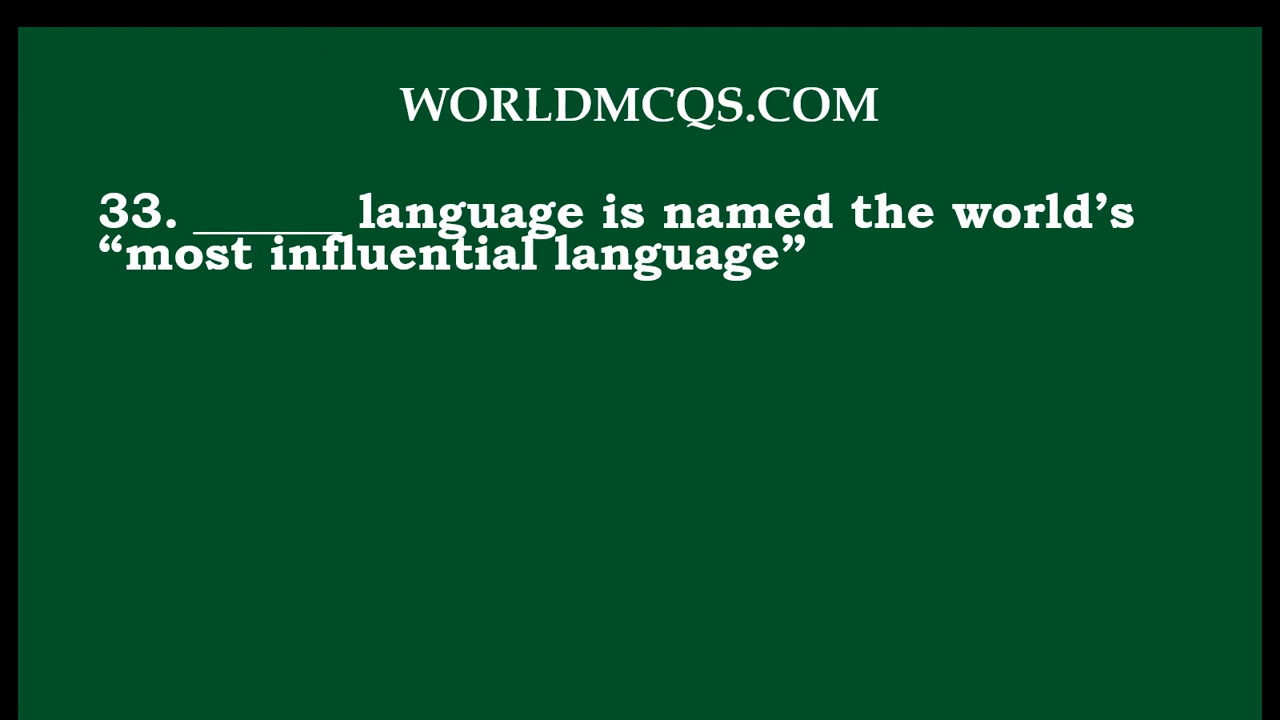 WORLDMCQS.COM
33. ______ language is named the world’s
“most influential language”